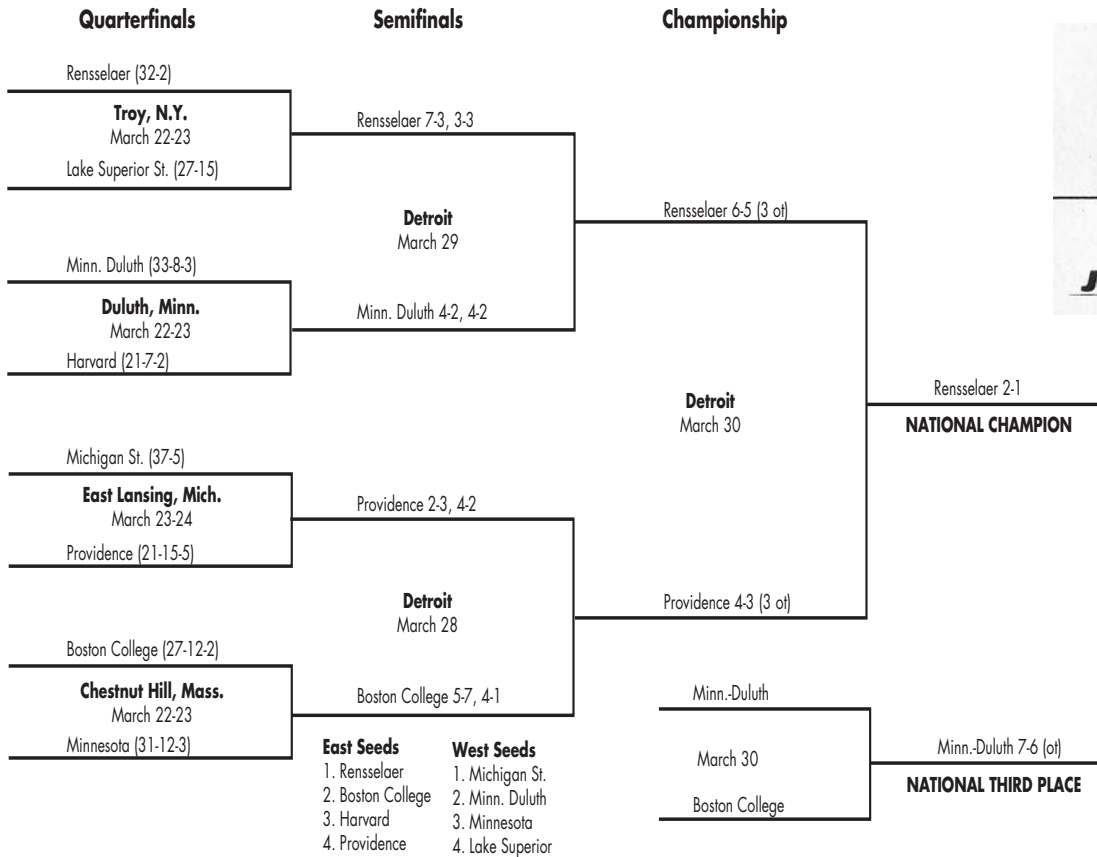 Quarterfinals
Semifinals
Championship
Rensselaer (32-2)
Troy, N.Y.
March 22-23
Lake Superior St. (27-15)
Minn. Duluth (33-8-3)
Duluth, Minn.
March 22-23
Harvard (21-7-2)
Michigan St. (37-5)
East Lansing, Mich.
March 23-24
Providence (21-15-5)
Boston College (27-12-2)
Chestnut Hill, Mass.
March 22-23
Minnesota (31-12-3)
Rensselaer 7-3, 3-3
Detroit
March 29
Minn. Duluth 4-2, 4-2
Providence 2-3, 4-2
Detroit
March 28
Boston College 5-7, 4-1
Rensselaer 6-5 (3 ot)
Detroit
March 30
Providence 4-3 (3 ot)
Rensselaer 2-1
NATIONAL CHAMPION
Minn.-Duluth
March 30
Boston College
Minn.-Duluth 7-6 (ot)
NATIONAL THIRD PLACE
East Seeds
1. Rensselaer
2. Boston College
3. Harvard
4. Providence
West Seeds
1. Michigan St.
2. Minn. Duluth
3. Minnesota
4. Lake Superior